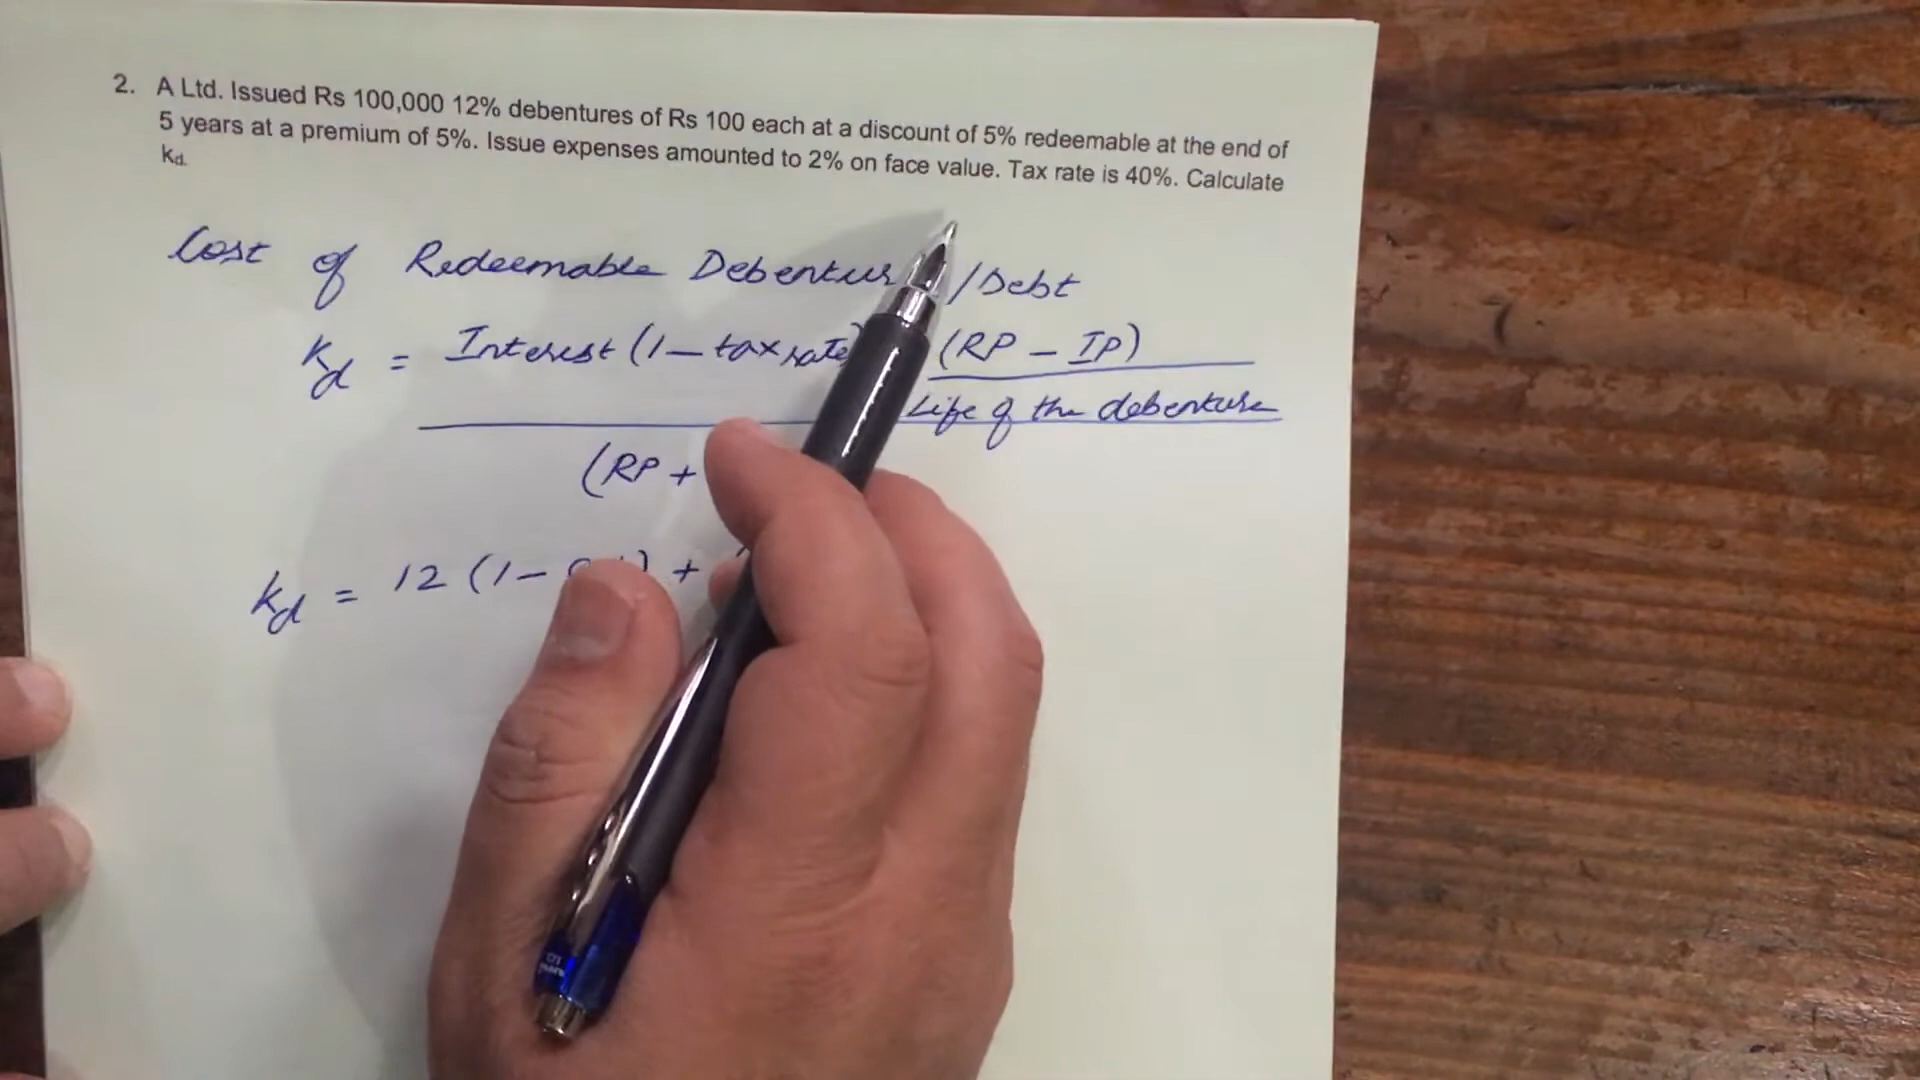 2. A Ltd. Issued Rs 100,000 12% debentures of Rs 100 each at a discount of 5% redeemable at the end of
5 years at a premium of 5%. Issue expenses amounted to 2% on face value. Tax rate is 40%. Calculate
Kd.
Cost of Redeemable Debentur /Debt
Kd = Interest (1 - tax rate) (RP - IP)
Life of the debenture
(RP +
Kd = 12 (1 - ) +